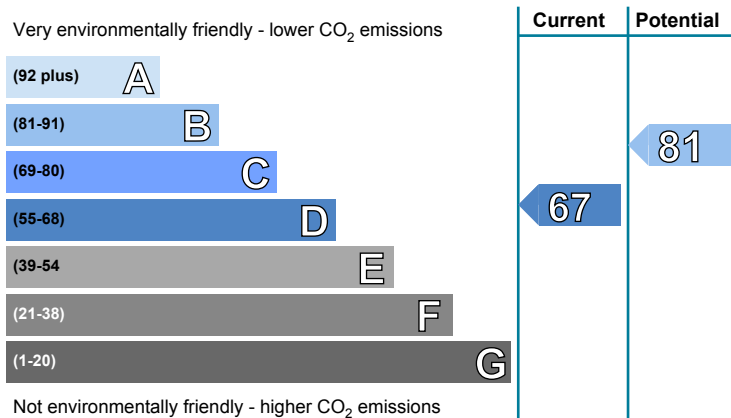 Very environmentally friendly - lower CO2 emissions
Current
Potential
(92 plus) A
(81-91) B
(69-80) C
(55-68) D
(39-54 E
(21-38) F
(1-20) G
67
81
Not environmentally friendly - higher CO2 emissions